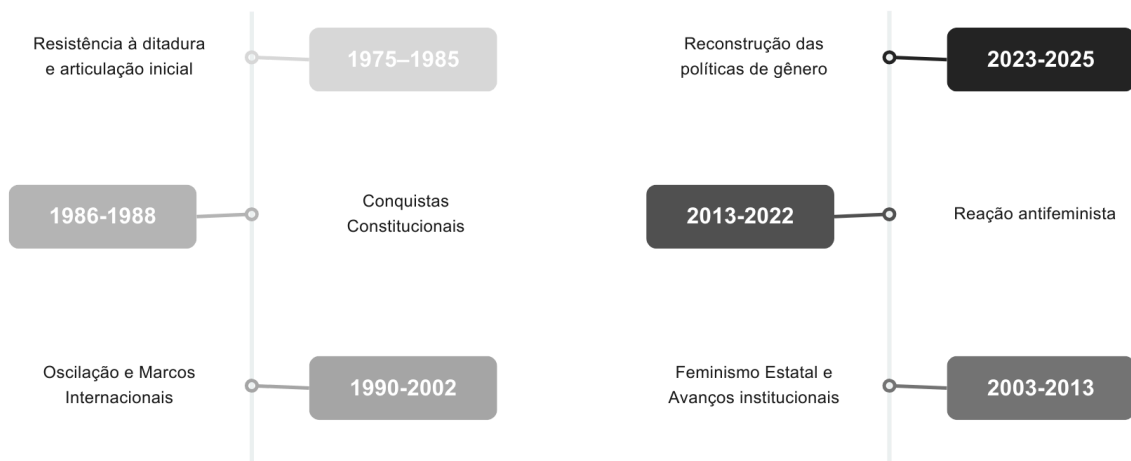 Resistência à ditadura
e articulação inicial
1975–1985
1986-1988
Conquistas
Constitucionais
Oscilação e Marcos
Internacionais
1990-2002
Reconstrução das
políticas de gênero
2023-2025
2013-2022
Reação antifeminista
Feminismo Estatal e
Avanços institucionais
2003-2013